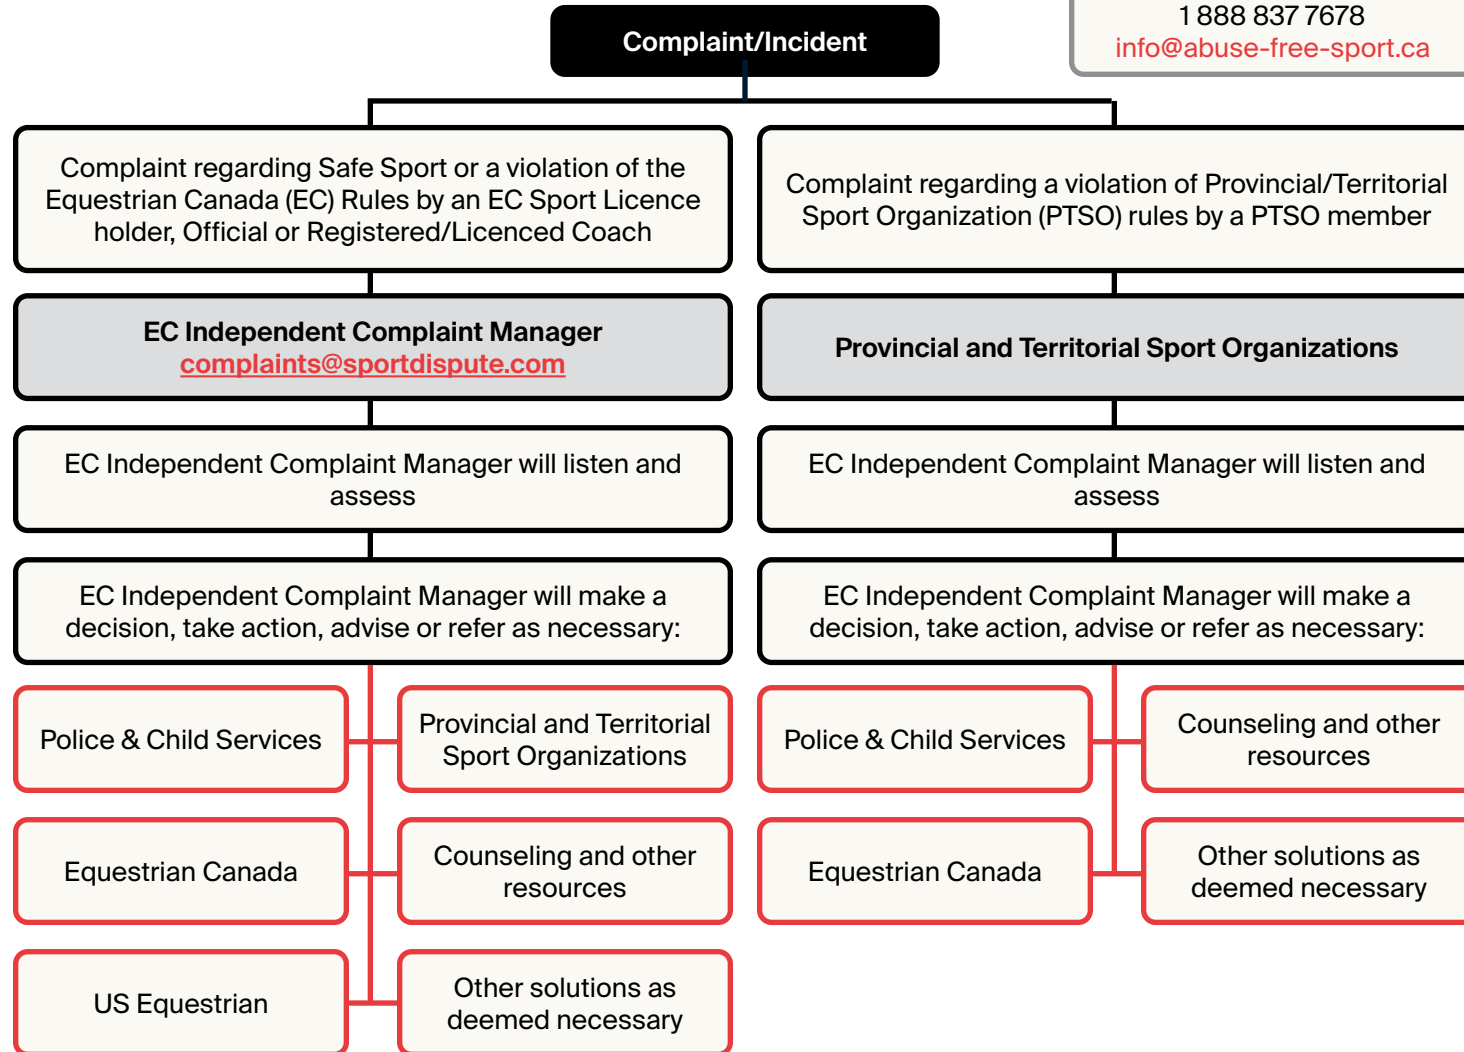 1 888 837 7678
info@abuse-free-sport.ca
Complaint/Incident
Complaint regarding Safe Sport or a violation of the
Equestrian Canada (EC) Rules by an EC Sport Licence
holder, Official or Registered/Licenced Coach
Complaint regarding a violation of Provincial/Territorial
Sport Organization (PTSO) rules by a PTSO member
EC Independent Complaint Manager
complaints@sportdispute.com
Provincial and Territorial Sport Organizations
EC Independent Complaint Manager will listen and
assess
EC Independent Complaint Manager will listen and
assess
EC Independent Complaint Manager will make a
decision, take action, advise or refer as necessary:
EC Independent Complaint Manager will make a
decision, take action, advise or refer as necessary:
Police & Child Services
Provincial and Territorial
Sport Organizations
Police & Child Services
Counseling and other
resources
Equestrian Canada
Counseling and other
resources
Equestrian Canada
Other solutions as
deemed necessary
US Equestrian
Other solutions as
deemed necessary